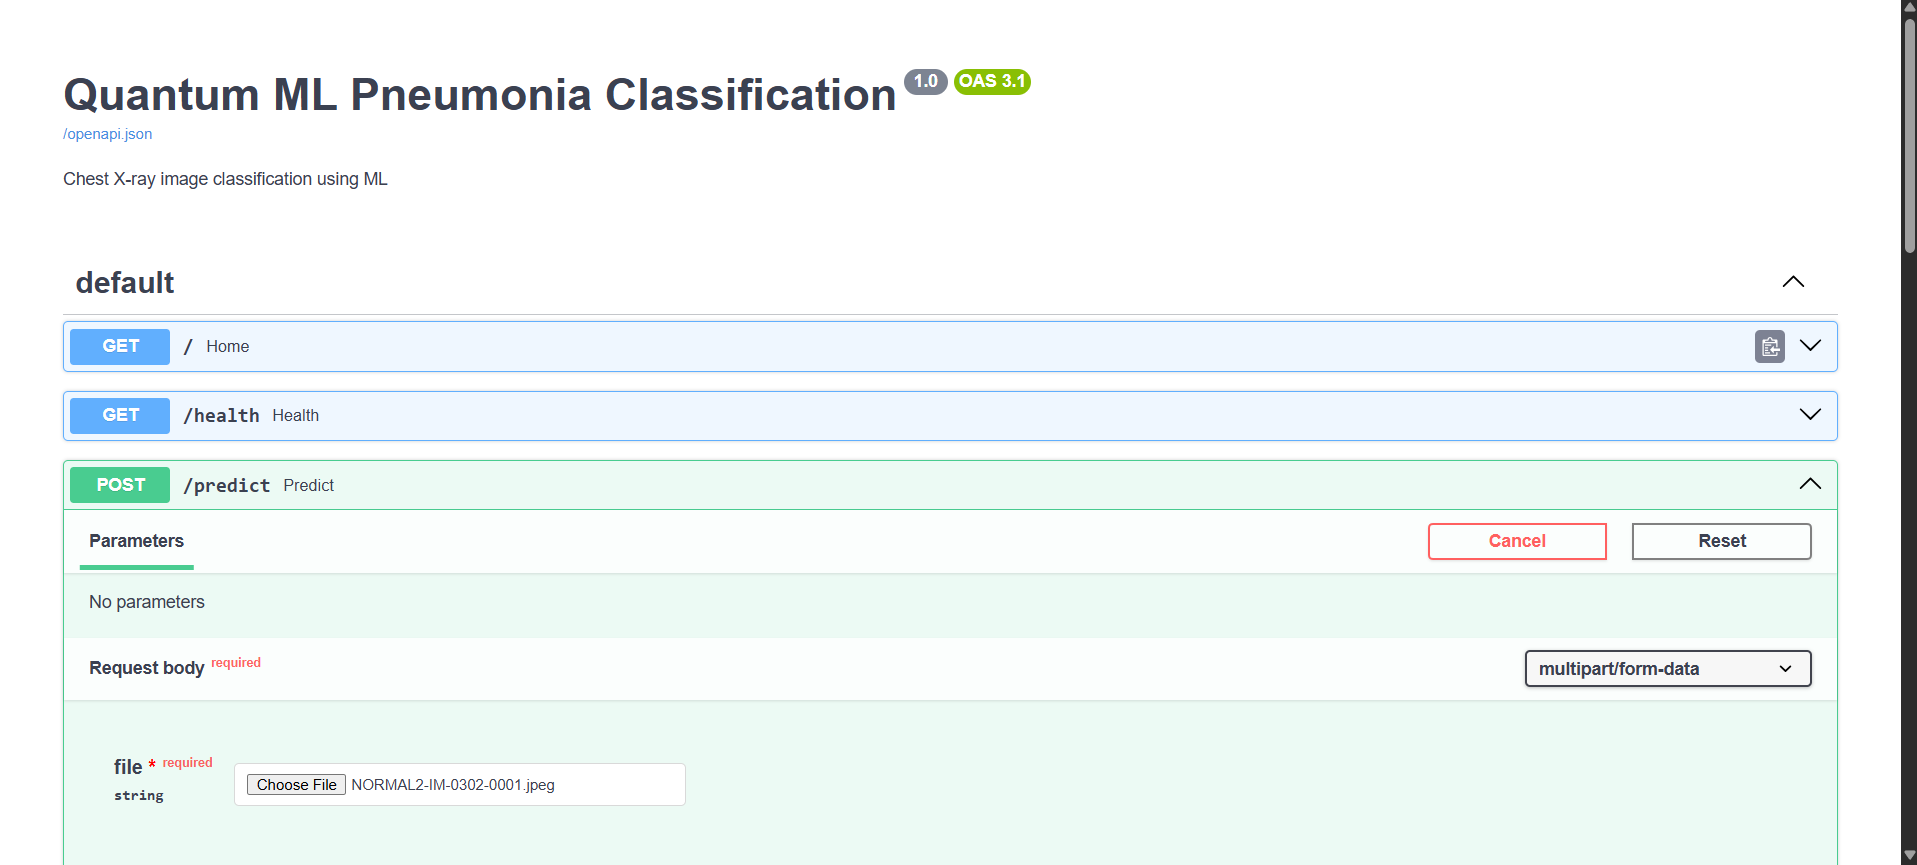 Quantum ML Pneumonia Classification 1.0 OAS 3.1
/openapi.json
Chest X-ray image classification using ML
default
GET / Home
GET /health Health
POST /predict Predict
Parameters Cancel Reset
No parameters
Request body required multipart/form-data
file * required
string
Choose File NORMAL2-IM-0302-0001.jpeg